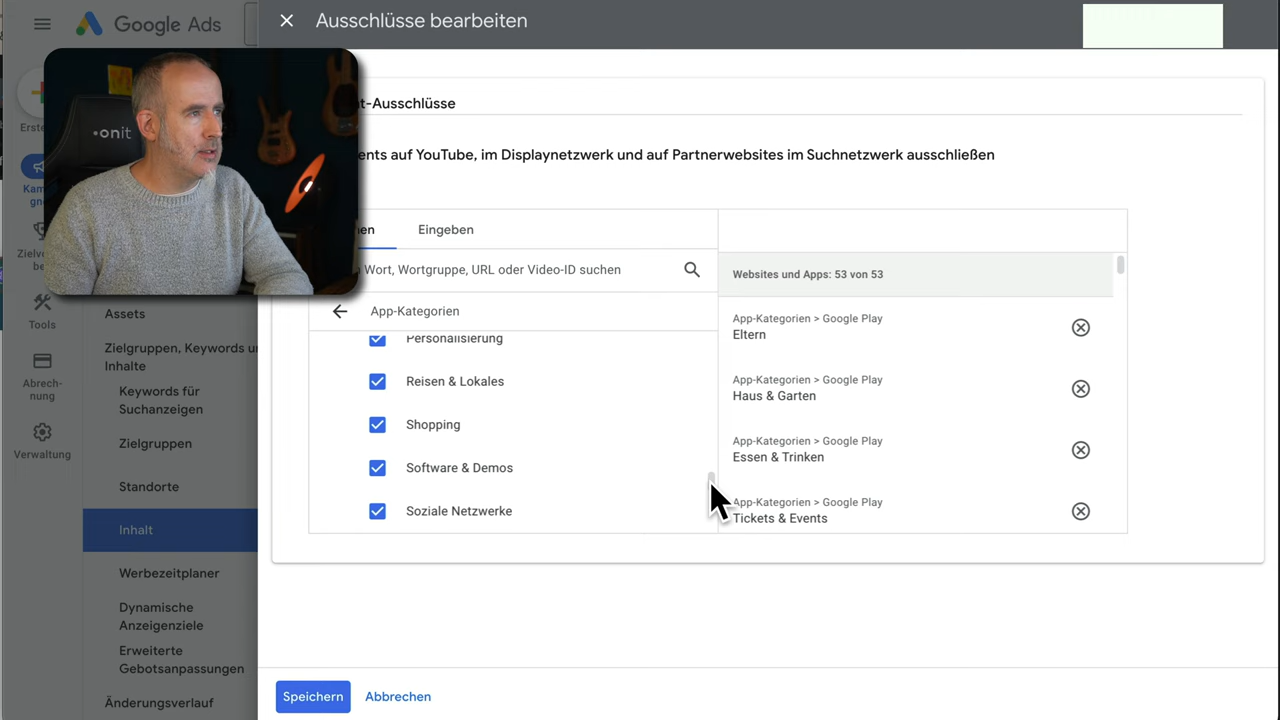 Google Ads
Ausschlüsse bearbeiten
t-Ausschlüsse
ents auf YouTube, im Displaynetzwerk und auf Partnerwebsites im Suchnetzwerk ausschließen
en
Eingeben
Wort, Wortgruppe, URL oder Video-ID suchen
App-Kategorien
Personalisierung
Reisen & Lokales
Shopping
Software & Demos
Soziale Netzwerke
Websites und Apps: 53 von 53
App-Kategorien > Google Play
Eltern
App-Kategorien > Google Play
Haus & Garten
App-Kategorien > Google Play
Essen & Trinken
App-Kategorien > Google Play
Tickets & Events
Speichern
Abbrechen
onit
Erste
Kam
gne
Zielvo
be
Tools
Abrech-
nung
Verwaltung
Assets
Zielgruppen, Keywords u
Inhalte
Keywords für
Suchanzeigen
Zielgruppen
Standorte
Inhalt
Werbezeitplaner
Dynamische
Anzeigenziele
Erweiterte
Gebotsanpassungen
Änderungsverlauf